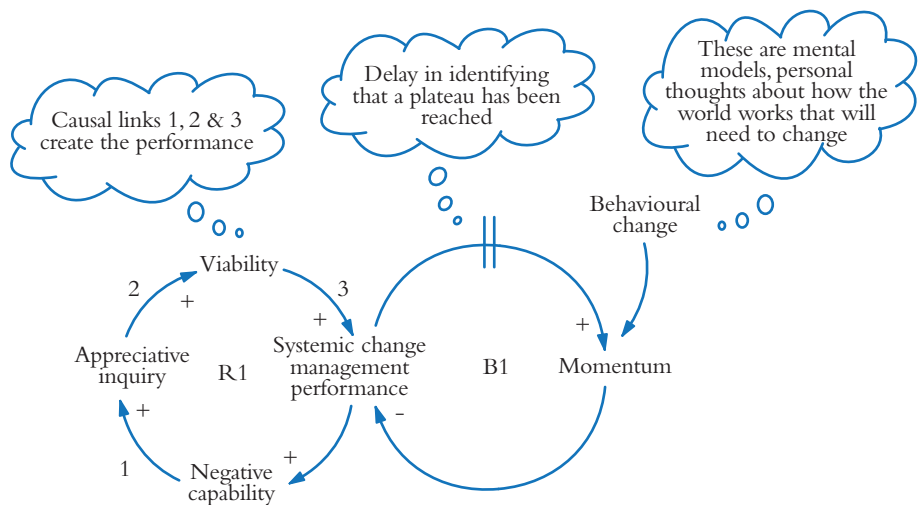 Causal links 1, 2 & 3
create the performance
Delay in identifying
that a plateau has been
reached
These are mental
models, personal
thoughts about how the
world works that will
need to change
Behavioural
change
Viability
2
+
3
+
Appreciative
inquiry
R1
Systemic change
management
performance
B1
+
Momentum
+
-
1
+
Negative
capability